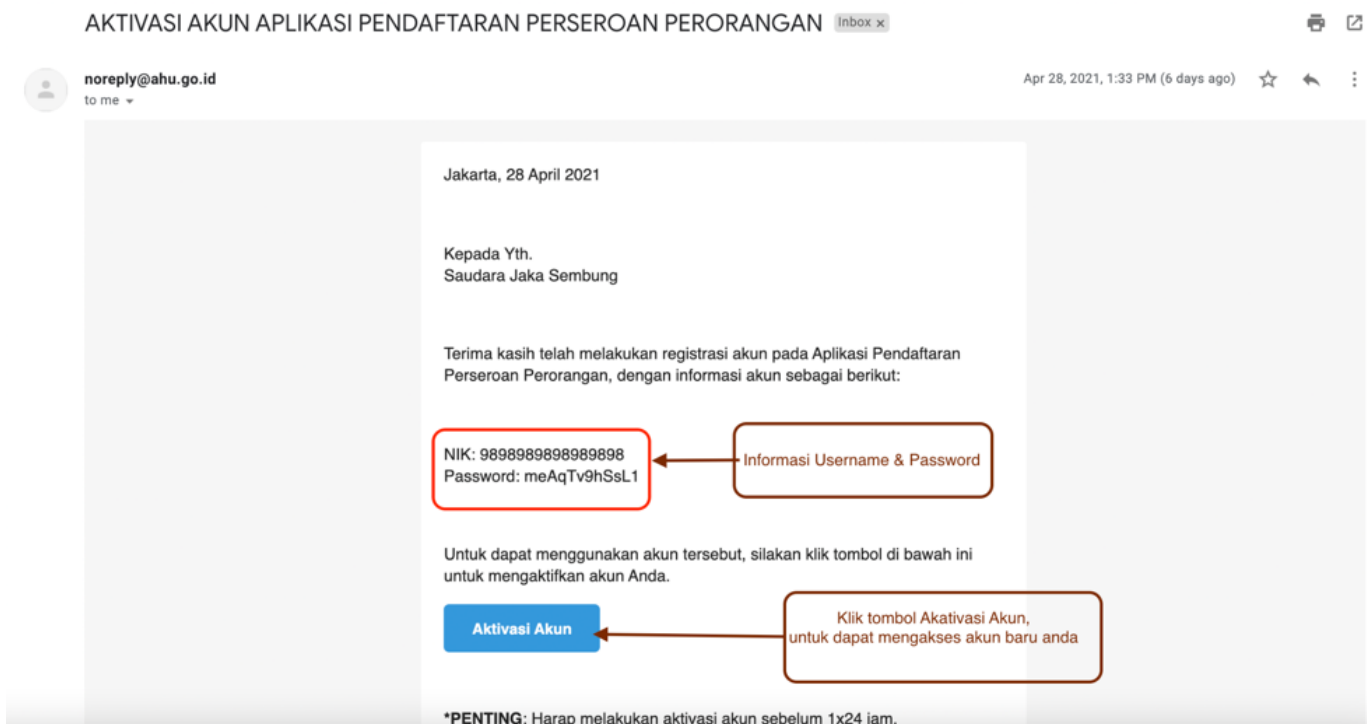 AKTIVASI AKUN APLIKASI PENDAFTARAN PERSEROAN PERORANGAN Inbox x
noreply@ahu.go.id
Apr 28, 2021, 1:33 PM (6 days ago)
to me
Jakarta, 28 April 2021
Kepada Yth.
Saudara Jaka Sembung
Terima kasih telah melakukan registrasi akun pada Aplikasi Pendaftaran
Perseroan Perorangan, dengan informasi akun sebagai berikut:
NIK: 9898989898989898
Password: meAqTv9hSsL1
Informasi Username & Password
Untuk dapat menggunakan akun tersebut, silakan klik tombol di bawah ini
untuk mengaktifkan akun Anda.
Aktivasi Akun
Klik tombol Akativasi Akun,
untuk dapat mengakses akun baru anda
*PENTING: Harap melakukan aktivasi akun sebelum 1x24 jam.